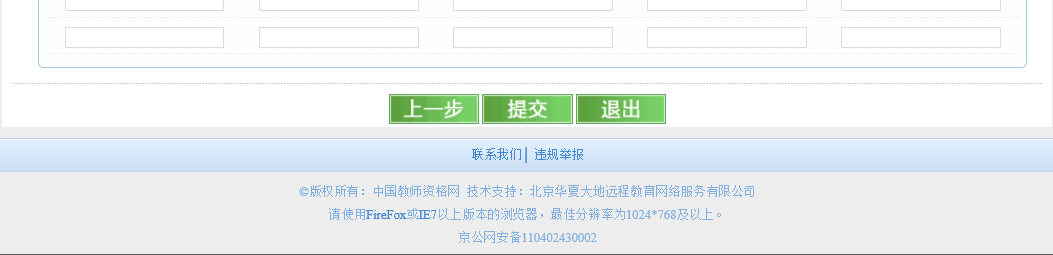 上一步 提交 退出
联系我们| 违规举报
©版权所有：中国教师资格网 技术支持：北京华夏大地远程教育网络服务有限公司
请使用FireFox或IE7以上版本的浏览器，最佳分辨率为1024*768及以上。
京公网安备110402430002